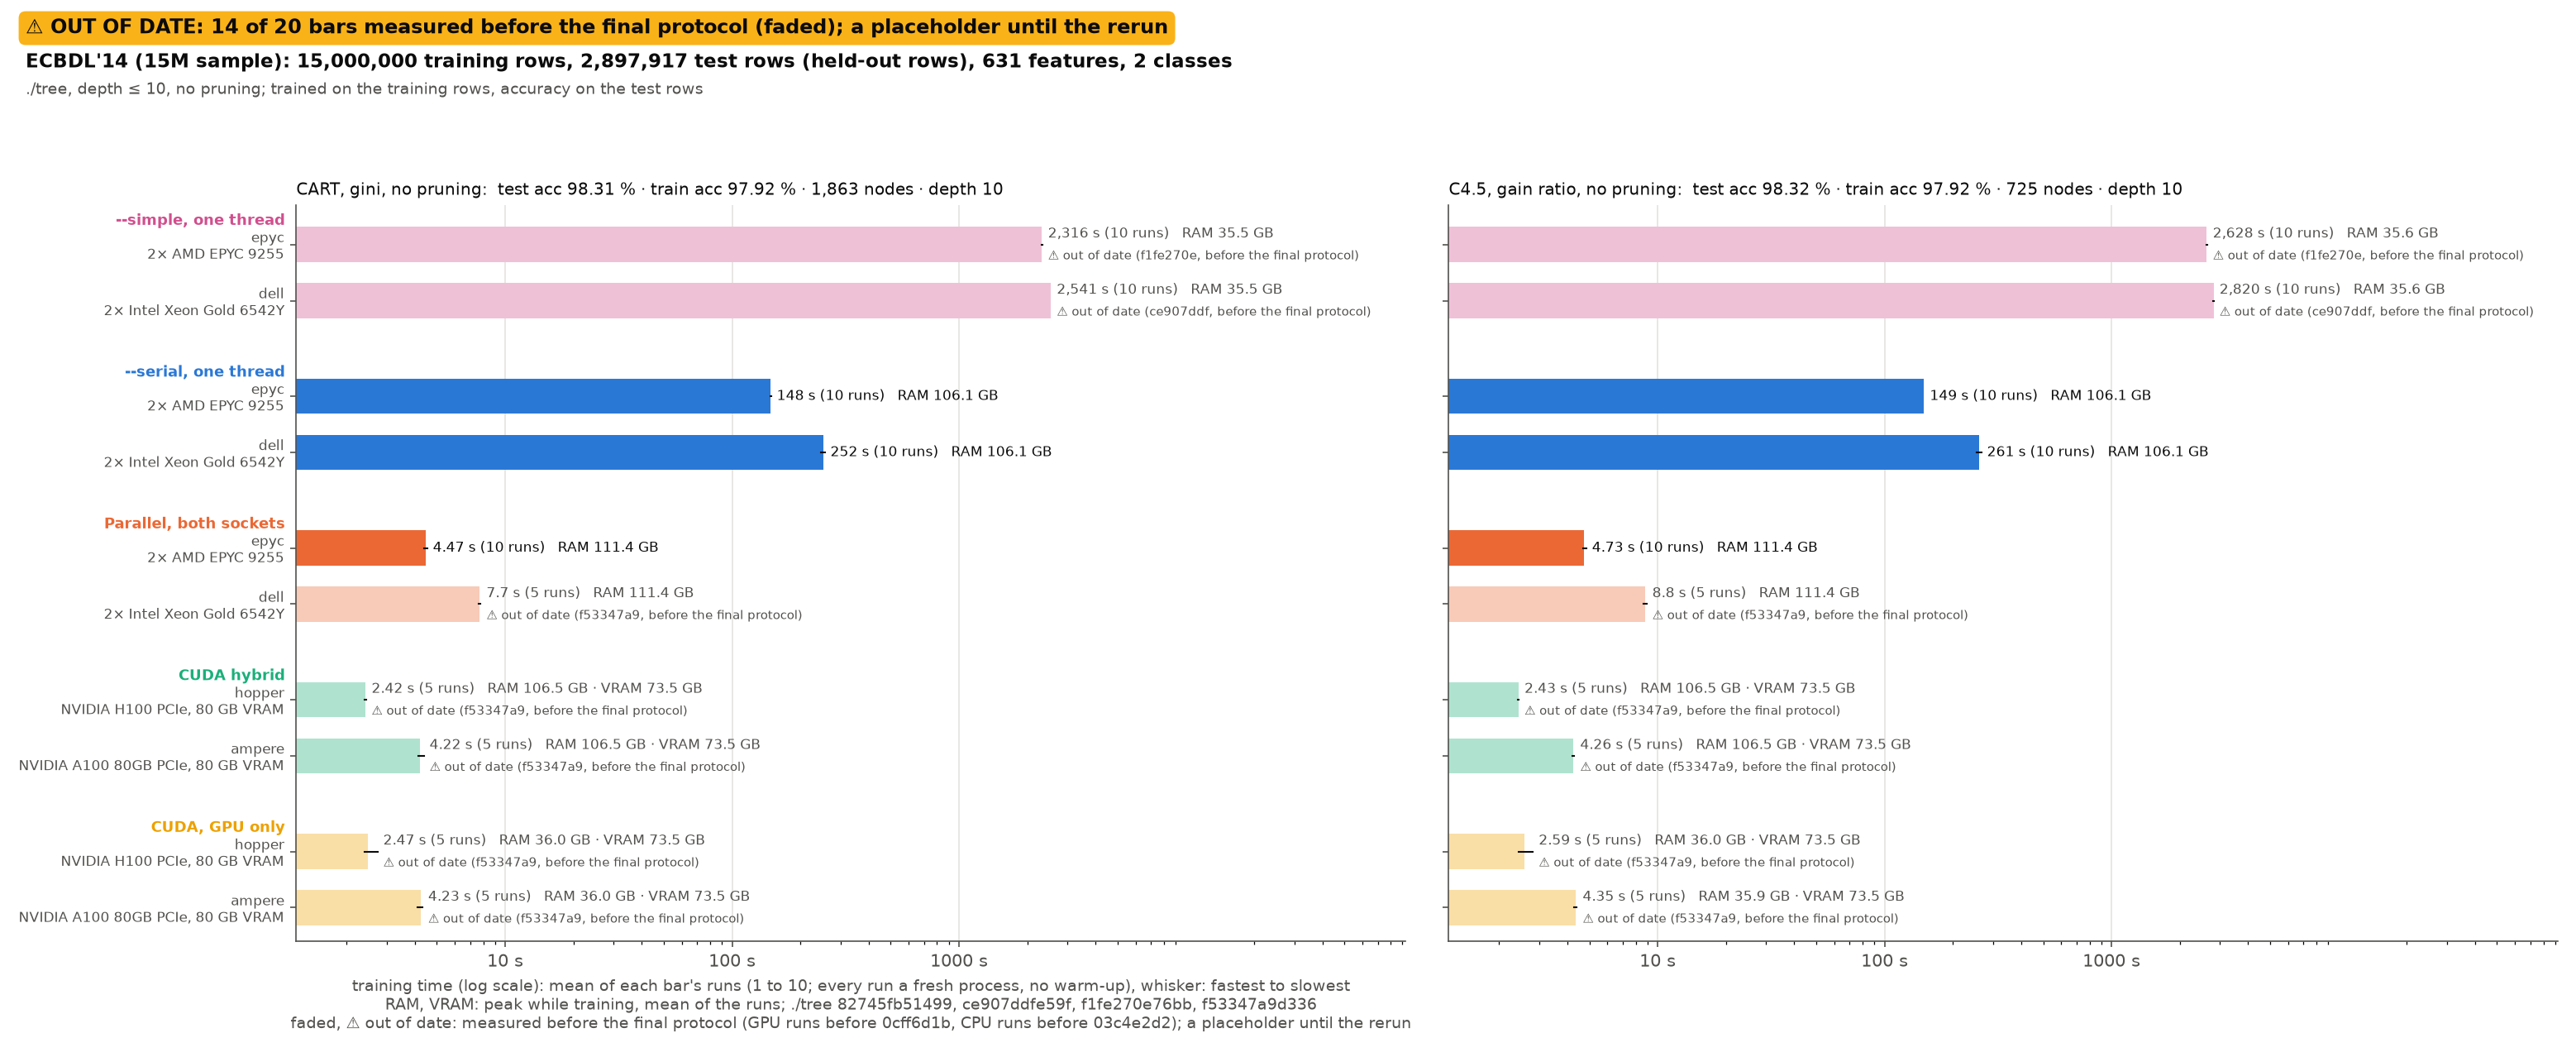 ⚠ OUT OF DATE: 14 of 20 bars measured before the final protocol (faded); a placeholder until the rerun
ECBDL'14 (15M sample): 15,000,000 training rows, 2,897,917 test rows (held-out rows), 631 features, 2 classes
./tree, depth ≤ 10, no pruning; trained on the training rows, accuracy on the test rows
CART, gini, no pruning:  test acc 98.31 % · train acc 97.92 % · 1,863 nodes · depth 10
--simple, one thread
epyc
2× AMD EPYC 9255
2,316 s (10 runs)   RAM 35.5 GB
⚠ out of date (f1fe270e, before the final protocol)
dell
2× Intel Xeon Gold 6542Y
2,541 s (10 runs)   RAM 35.5 GB
⚠ out of date (ce907ddf, before the final protocol)
--serial, one thread
epyc
2× AMD EPYC 9255
148 s (10 runs)   RAM 106.1 GB
dell
2× Intel Xeon Gold 6542Y
252 s (10 runs)   RAM 106.1 GB
Parallel, both sockets
epyc
2× AMD EPYC 9255
4.47 s (10 runs)   RAM 111.4 GB
dell
2× Intel Xeon Gold 6542Y
7.7 s (5 runs)   RAM 111.4 GB
⚠ out of date (f53347a9, before the final protocol)
CUDA hybrid
hopper
NVIDIA H100 PCIe, 80 GB VRAM
2.42 s (5 runs)   RAM 106.5 GB · VRAM 73.5 GB
⚠ out of date (f53347a9, before the final protocol)
ampere
NVIDIA A100 80GB PCIe, 80 GB VRAM
4.22 s (5 runs)   RAM 106.5 GB · VRAM 73.5 GB
⚠ out of date (f53347a9, before the final protocol)
CUDA, GPU only
hopper
NVIDIA H100 PCIe, 80 GB VRAM
2.47 s (5 runs)   RAM 36.0 GB · VRAM 73.5 GB
⚠ out of date (f53347a9, before the final protocol)
ampere
NVIDIA A100 80GB PCIe, 80 GB VRAM
4.23 s (5 runs)   RAM 36.0 GB · VRAM 73.5 GB
⚠ out of date (f53347a9, before the final protocol)
10 s
100 s
1000 s
C4.5, gain ratio, no pruning:  test acc 98.32 % · train acc 97.92 % · 725 nodes · depth 10
2,628 s (10 runs)   RAM 35.6 GB
⚠ out of date (f1fe270e, before the final protocol)
2,820 s (10 runs)   RAM 35.6 GB
⚠ out of date (ce907ddf, before the final protocol)
149 s (10 runs)   RAM 106.1 GB
261 s (10 runs)   RAM 106.1 GB
4.73 s (10 runs)   RAM 111.4 GB
8.8 s (5 runs)   RAM 111.4 GB
⚠ out of date (f53347a9, before the final protocol)
2.43 s (5 runs)   RAM 106.5 GB · VRAM 73.5 GB
⚠ out of date (f53347a9, before the final protocol)
4.26 s (5 runs)   RAM 106.5 GB · VRAM 73.5 GB
⚠ out of date (f53347a9, before the final protocol)
2.59 s (5 runs)   RAM 36.0 GB · VRAM 73.5 GB
⚠ out of date (f53347a9, before the final protocol)
4.35 s (5 runs)   RAM 35.9 GB · VRAM 73.5 GB
⚠ out of date (f53347a9, before the final protocol)
10 s
100 s
1000 s
training time (log scale): mean of each bar's runs (1 to 10; every run a fresh process, no warm-up), whisker: fastest to slowest
RAM, VRAM: peak while training, mean of the runs; ./tree 82745fb51499, ce907ddfe59f, f1fe270e76bb, f53347a9d336
faded, ⚠ out of date: measured before the final protocol (GPU runs before 0cff6d1b, CPU runs before 03c4e2d2); a placeholder until the rerun